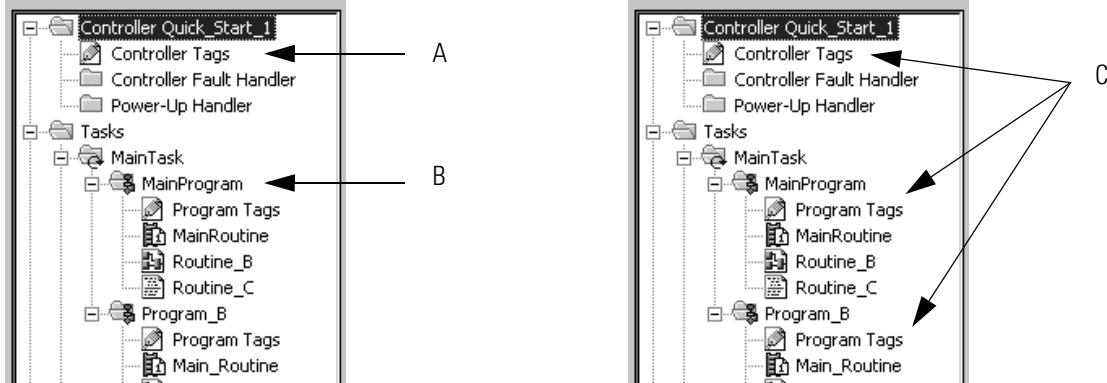 Controller Quick_Start_1
Controller Tags
A
Controller Fault Handler
Power-Up Handler
Tasks
MainTask
MainProgram
B
Program Tags
MainRoutine
Routine_B
Routine_C
Program_B
Program Tags
Main_Routine
Controller Quick_Start_1
Controller Tags
C
Controller Fault Handler
Power-Up Handler
Tasks
MainTask
MainProgram
Program Tags
MainRoutine
Routine_B
Routine_C
Program_B
Program Tags
Main_Routine